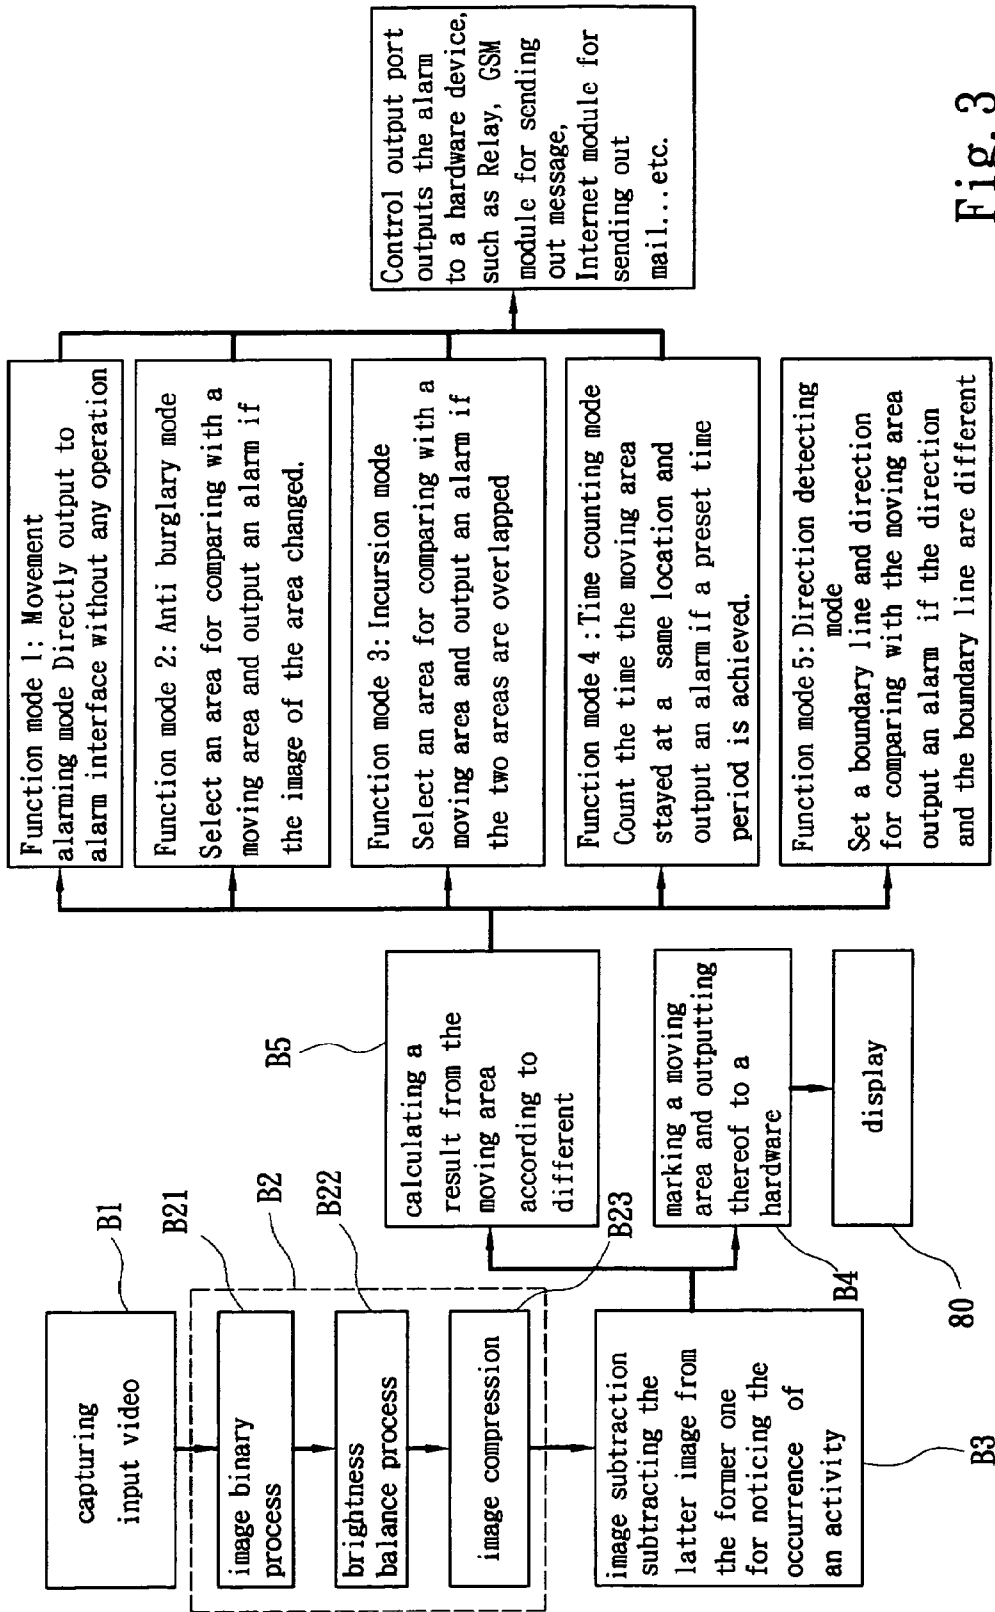 capturing
input video
B1
image binary
process
B21
B2
brightness
balance process
B22
image compression
B23
image subtraction
subtracting the
latter image from
the former one
for noticing the
occurrence of
an activity
B3
calculating a
result from the
moving area
according to
different
B5
marking a moving
area and outputting
thereof to a
hardware
B4
display
80
Function mode 1: Movement
alarming mode Directly output to
alarm interface without any operation
Function mode 2: Anti burglary mode
Select an area for comparing with a
moving area and output an alarm if
the image of the area changed.
Function mode 3: Incursion mode
Select an area for comparing with a
moving area and output an alarm if
the two areas are overlapped
Function mode 4: Time counting mode
Count the time the moving area
stayed at a same location and
output an alarm if a preset time
period is achieved.
Function mode 5: Direction detecting
mode
Set a boundary line and direction
for comparing with the moving area
output an alarm if the direction
and the boundary line are different
Control output port
outputs the alarm
to a hardware device,
such as Relay, GSM
module for sending
out message,
Internet module for
sending out
mail...etc.
Fig. 3